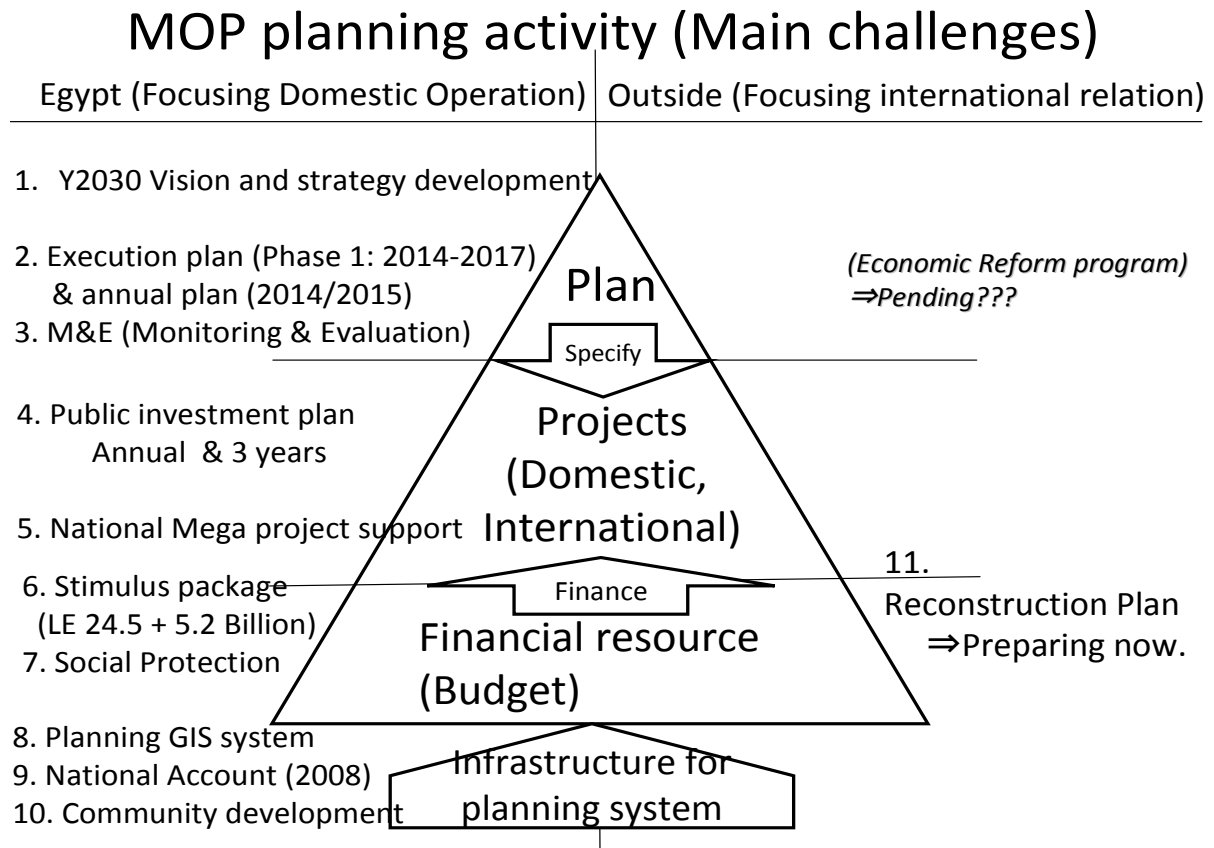 MOP planning activity (Main challenges)
Egypt (Focusing Domestic Operation)
Outside (Focusing international relation)
1. Y2030 Vision and strategy development
2. Execution plan (Phase 1: 2014-2017)
& annual plan (2014/2015)
3. M&E (Monitoring & Evaluation)
Plan
(Economic Reform program)
⇒Pending???
Specify
4. Public investment plan
Annual & 3 years
Projects
(Domestic,
International)
5. National Mega project support
6. Stimulus package
(LE 24.5 + 5.2 Billion)
7. Social Protection
Finance
Financial resource
(Budget)
11.
Reconstruction Plan
⇒Preparing now.
8. Planning GIS system
9. National Account (2008)
10. Community development
Infrastructure for
planning system